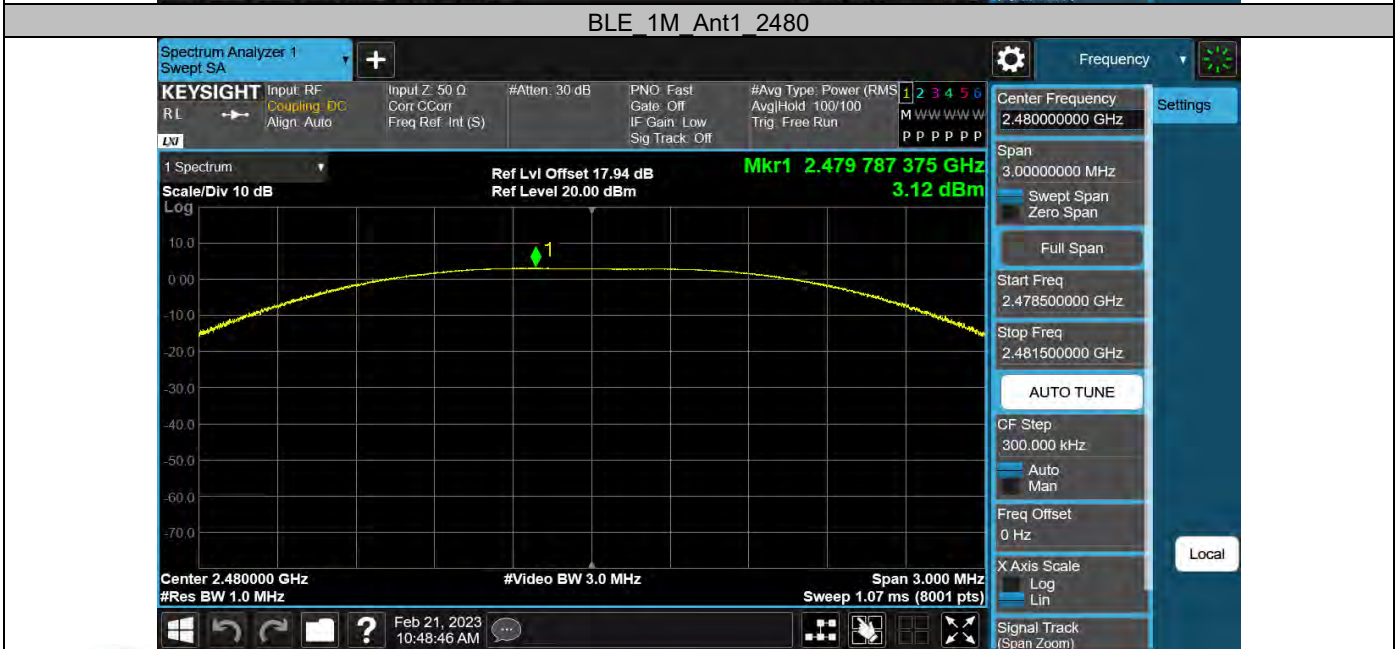 BLE_1M_Ant1_2480
Spectrum Analyzer 1
Swept SA
+
Frequency
KEYSIGHT
RL
LXI
Input: RF
Coupling: DC
Align: Auto
Input Z: 50 Ω
Corr CCorr
Freq Ref: Int (S)
#Atten: 30 dB
PNO: Fast
Gate: Off
IF Gain: Low
Sig Track: Off
#Avg Type: Power (RMS
Avg|Hold: 100/100
Trig: Free Run
1 2 3 4 5 6
M W W W W W
P P P P P P
1 Spectrum
Scale/Div 10 dB
Log
Ref Lvl Offset 17.94 dB
Ref Level 20.00 dBm
Mkr1 2.479 787 375 GHz
3.12 dBm
1
10.0
0.00
-10.0
-20.0
-30.0
-40.0
-50.0
-60.0
-70.0
Center 2.480000 GHz
#Res BW 1.0 MHz
#Video BW 3.0 MHz
Span 3.000 MHz
Sweep 1.07 ms (8001 pts)
Center Frequency
2.480000000 GHz
Settings
Span
3.00000000 MHz
Swept Span
Zero Span
Full Span
Start Freq
2.478500000 GHz
Stop Freq
2.481500000 GHz
AUTO TUNE
CF Step
300.000 kHz
Auto
Man
Freq Offset
0 Hz
Local
X Axis Scale
Log
Lin
Signal Track
(Span Zoom)
?
Feb 21, 2023
10:48:46 AM